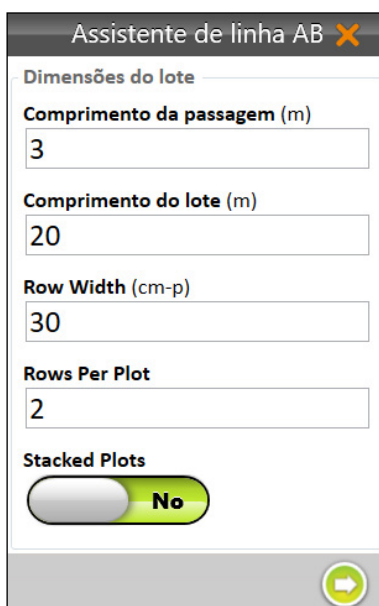 Assistente de linha AB
Dimensões do lote
Comprimento da passagem (m)
3
Comprimento do lote (m)
20
Row Width (cm-p)
30
Rows Per Plot
2
Stacked Plots
No